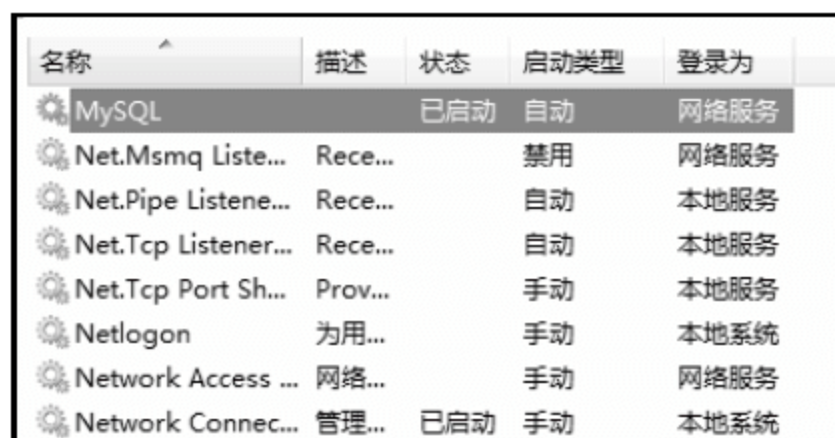 名称 描述 状态 启动类型 登录为
MySQL 已启动 自动 网络服务
Net.Msmq Liste... Rece... 禁用 网络服务
Net.Pipe Listene... Rece... 自动 本地服务
Net.Tcp Listener... Rece... 自动 本地服务
Net.Tcp Port Sh... Prov... 手动 本地服务
Netlogon 为用... 手动 本地系统
Network Access ... 网络... 手动 网络服务
Network Connec... 管理... 已启动 手动 本地系统